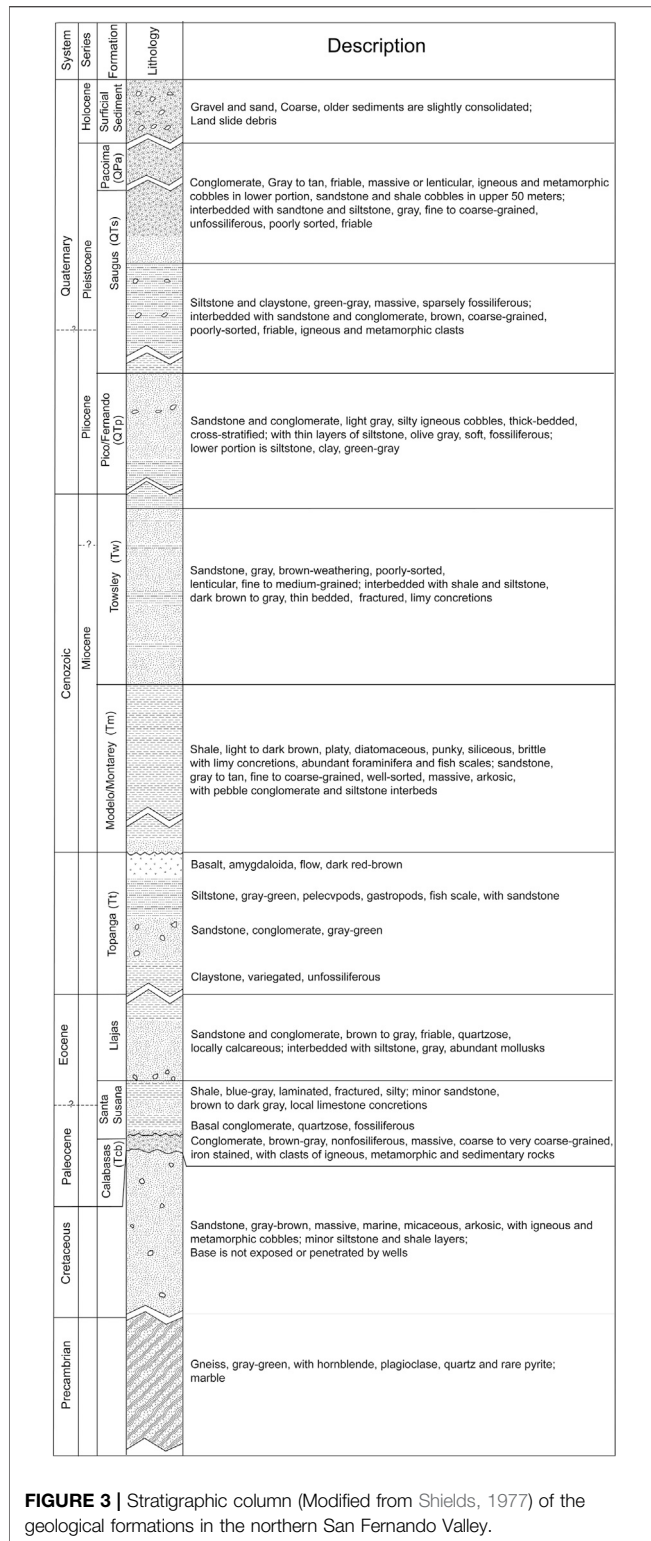 System
Series
Formation
Lithology
Description
Quaternary
Cenozoic
Eocene
Paleocene
Cretaceous
Precambrian
Holocene
Pleistocene
Pliocene
Miocene
?
?
?
Surficial
Sediment
Gravel and sand, Coarse, older sediments are slightly consolidated;
Land slide debris
Pacoima
(QPa)
Saugus (QTs)
Conglomerate, Gray to tan, friable, massive or lenticular, igneous and metamorphic
cobbles in lower portion, sandstone and shale cobbles in upper 50 meters;
interbedded with sandtone and siltstone, gray, fine to coarse-grained,
unfossiliferous, poorly sorted, friable
Siltstone and claystone, green-gray, massive, sparsely fossiliferous;
interbedded with sandstone and conglomerate, brown, coarse-grained,
poorly-sorted, friable, igneous and metamorphic clasts
Pico/Fernando
(QTp)
Sandstone and conglomerate, light gray, silty igneous cobbles, thick-bedded,
cross-stratified; with thin layers of siltstone, olive gray, soft, fossiliferous;
lower portion is siltstone, clay, green-gray
Towsley (Tw)
Sandstone, gray, brown-weathering, poorly-sorted,
lenticular, fine to medium-grained; interbedded with shale and siltstone,
dark brown to gray, thin bedded, fractured, limy concretions
Modelo/Montarey (Tm)
Shale, light to dark brown, platy, diatomaceous, punky, siliceous, brittle
with limy concretions, abundant foraminifera and fish scales; sandstone,
gray to tan, fine to coarse-grained, well-sorted, massive, arkosic,
with pebble conglomerate and siltstone interbeds
Topanga (Tt)
Basalt, amygdaloida, flow, dark red-brown
Siltstone, gray-green, pelecvpods, gastropods, fish scale, with sandstone
Sandstone, conglomerate, gray-green
Claystone, variegated, unfossiliferous
Llajas
Sandstone and conglomerate, brown to gray, friable, quartzose,
locally calcareous; interbedded with siltstone, gray, abundant mollusks
Santa
Susana
Shale, blue-gray, laminated, fractured, silty; minor sandstone,
brown to dark gray, local limestone concretions
Basal conglomerate, quartzose, fossiliferous
Calabasas
(Tcb)
Conglomerate, brown-gray, nonfosiliferous, massive, coarse to very coarse-grained,
iron stained, with clasts of igneous, metamorphic and sedimentary rocks
Sandstone, gray-brown, massive, marine, micaceous, arkosic, with igneous and
metamorphic cobbles; minor siltstone and shale layers;
Base is not exposed or penetrated by wells
Gneiss, gray-green, with hornblende, plagioclase, quartz and rare pyrite;
marble
FIGURE 3 | Stratigraphic column (Modified from Shields, 1977) of the
geological formations in the northern San Fernando Valley.